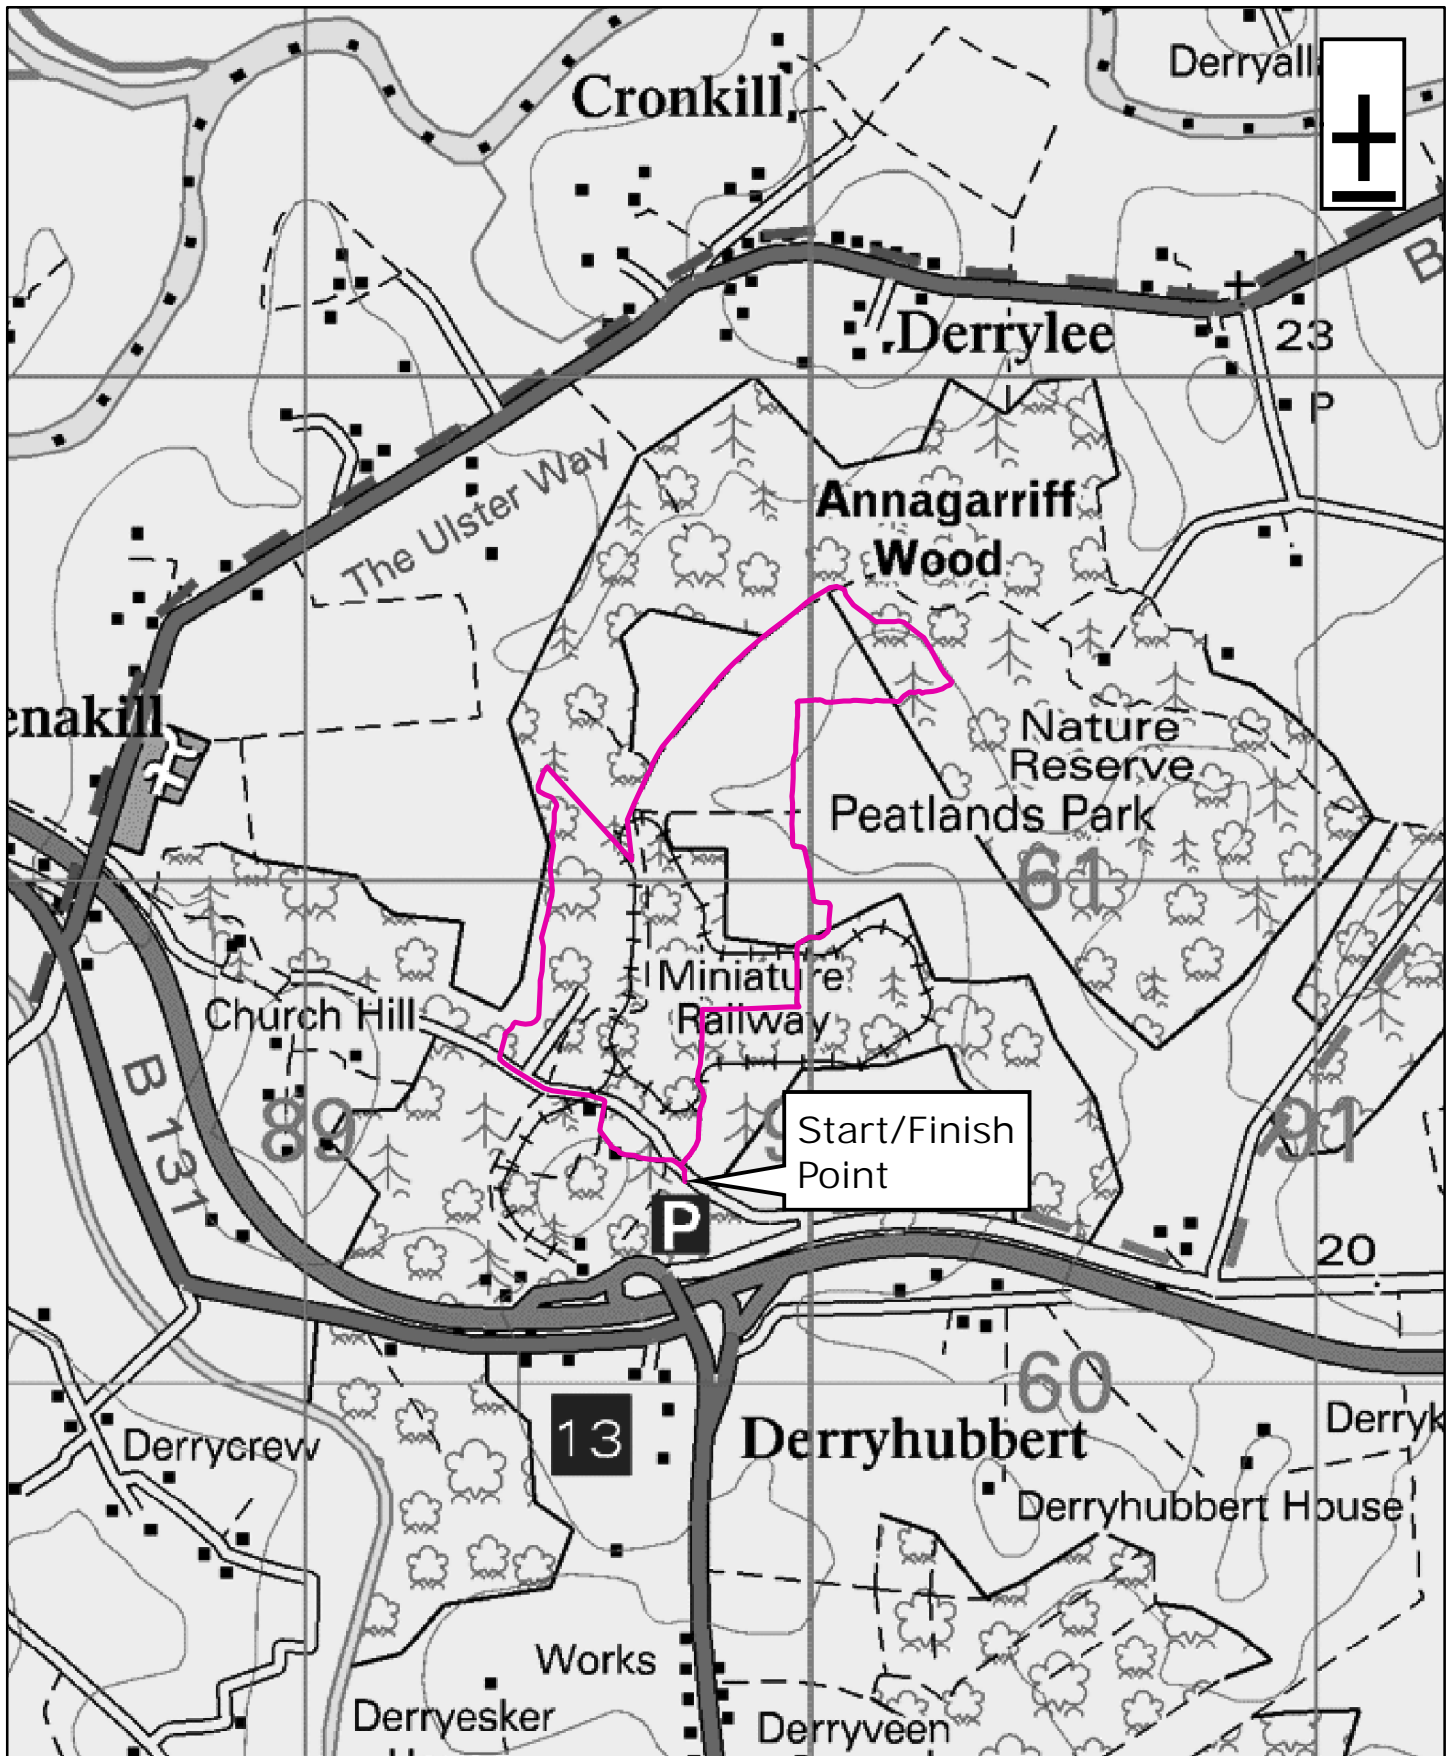 Derryall
Cronkill
B
Derrylee
23
P
The Ulster Way
Annagarriff
Wood
enakill
Nature
Reserve
Peatlands Park
61
Miniature
Railway
Church Hill
B 131
89
9
91
Start/Finish
Point
P
20
60
13
Derryhubbert
Derryk
Derrycrew
Derryhubbert House
Works
Derryesker
Derryveen